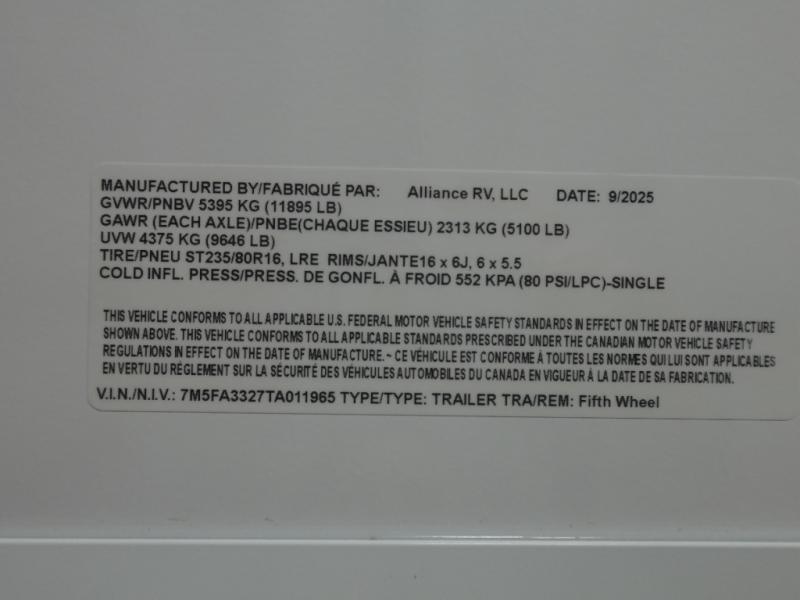 MANUFACTURED BY/FABRIQUÉ PAR: Alliance RV, LLC DATE: 9/2025
GVWR/PNBV 5395 KG (11895 LB)
GAWR (EACH AXLE)/PNBE(CHAQUE ESSIEU) 2313 KG (5100 LB)
UVW 4375 KG (9646 LB)
TIRE/PNEU ST235/80R16, LRE RIMS/JANTE16 x 6J, 6 x 5.5
COLD INFL. PRESS/PRESS. DE GONFL. À FROID 552 KPA (80 PSI/LPC)-SINGLE
THIS VEHICLE CONFORMS TO ALL APPLICABLE U.S. FEDERAL MOTOR VEHICLE SAFETY STANDARDS IN EFFECT ON THE DATE OF MANUFACTURE
SHOWN ABOVE. THIS VEHICLE CONFORMS TO ALL APPLICABLE STANDARDS PRESCRIBED UNDER THE CANADIAN MOTOR VEHICLE SAFETY
REGULATIONS IN EFFECT ON THE DATE OF MANUFACTURE. ~ CE VÉHICULE EST CONFORME À TOUTES LES NORMES QUI LUI SONT APPLICABLES
EN VERTU DU RÉGLEMENT SUR LA SÉCURITÉ DES VÉHICULES AUTOMOBILES DU CANADA EN VIGUEUR À LA DATE DE SA FABRICATION.
V.I.N./N.I.V.: 7M5FA3327TA011965 TYPE/TYPE: TRAILER TRA/REM: Fifth Wheel